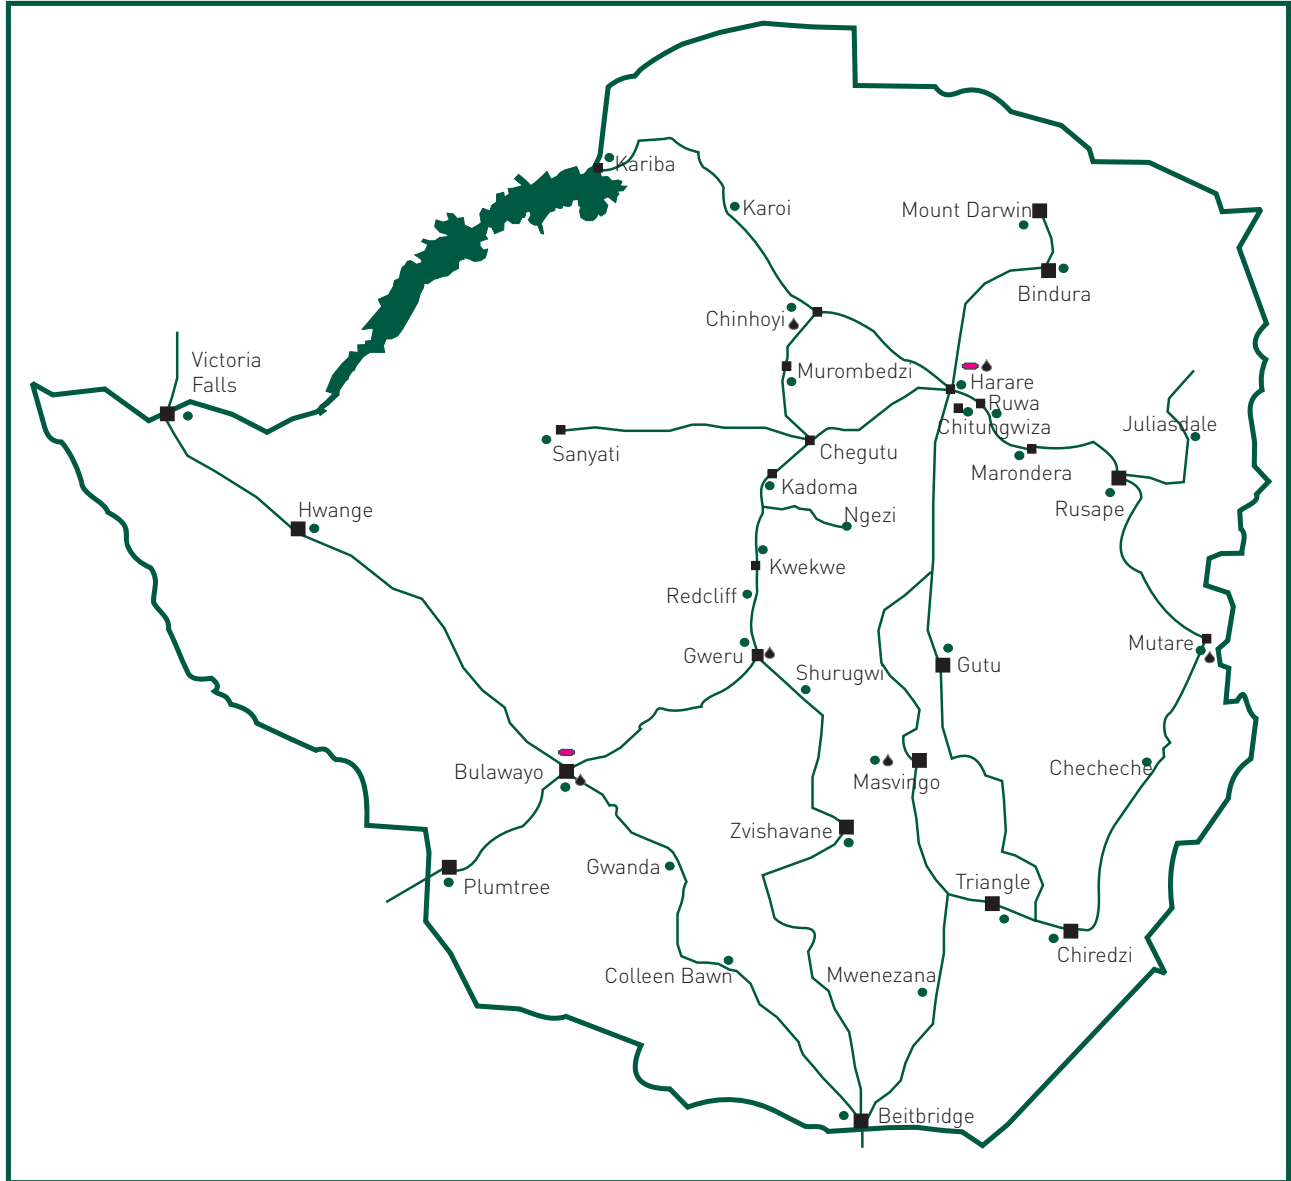 Kariba
Karoi
Mount Darwin
Bindura
Chinhoyi
Victoria
Falls
Murombedzi
Harare
Ruwa
Chitungwiza
Juliasdale
Sanyati
Chegutu
Marondera
Kadoma
Rusape
Hwange
Ngezi
Kwekwe
Redcliff
Mutare
Gweru
Shurugwi
Gutu
Bulawayo
Masvingo
Checheche
Zvishavane
Gwanda
Plumtree
Triangle
Chiredzi
Colleen Bawn
Mwenezana
Beitbridge